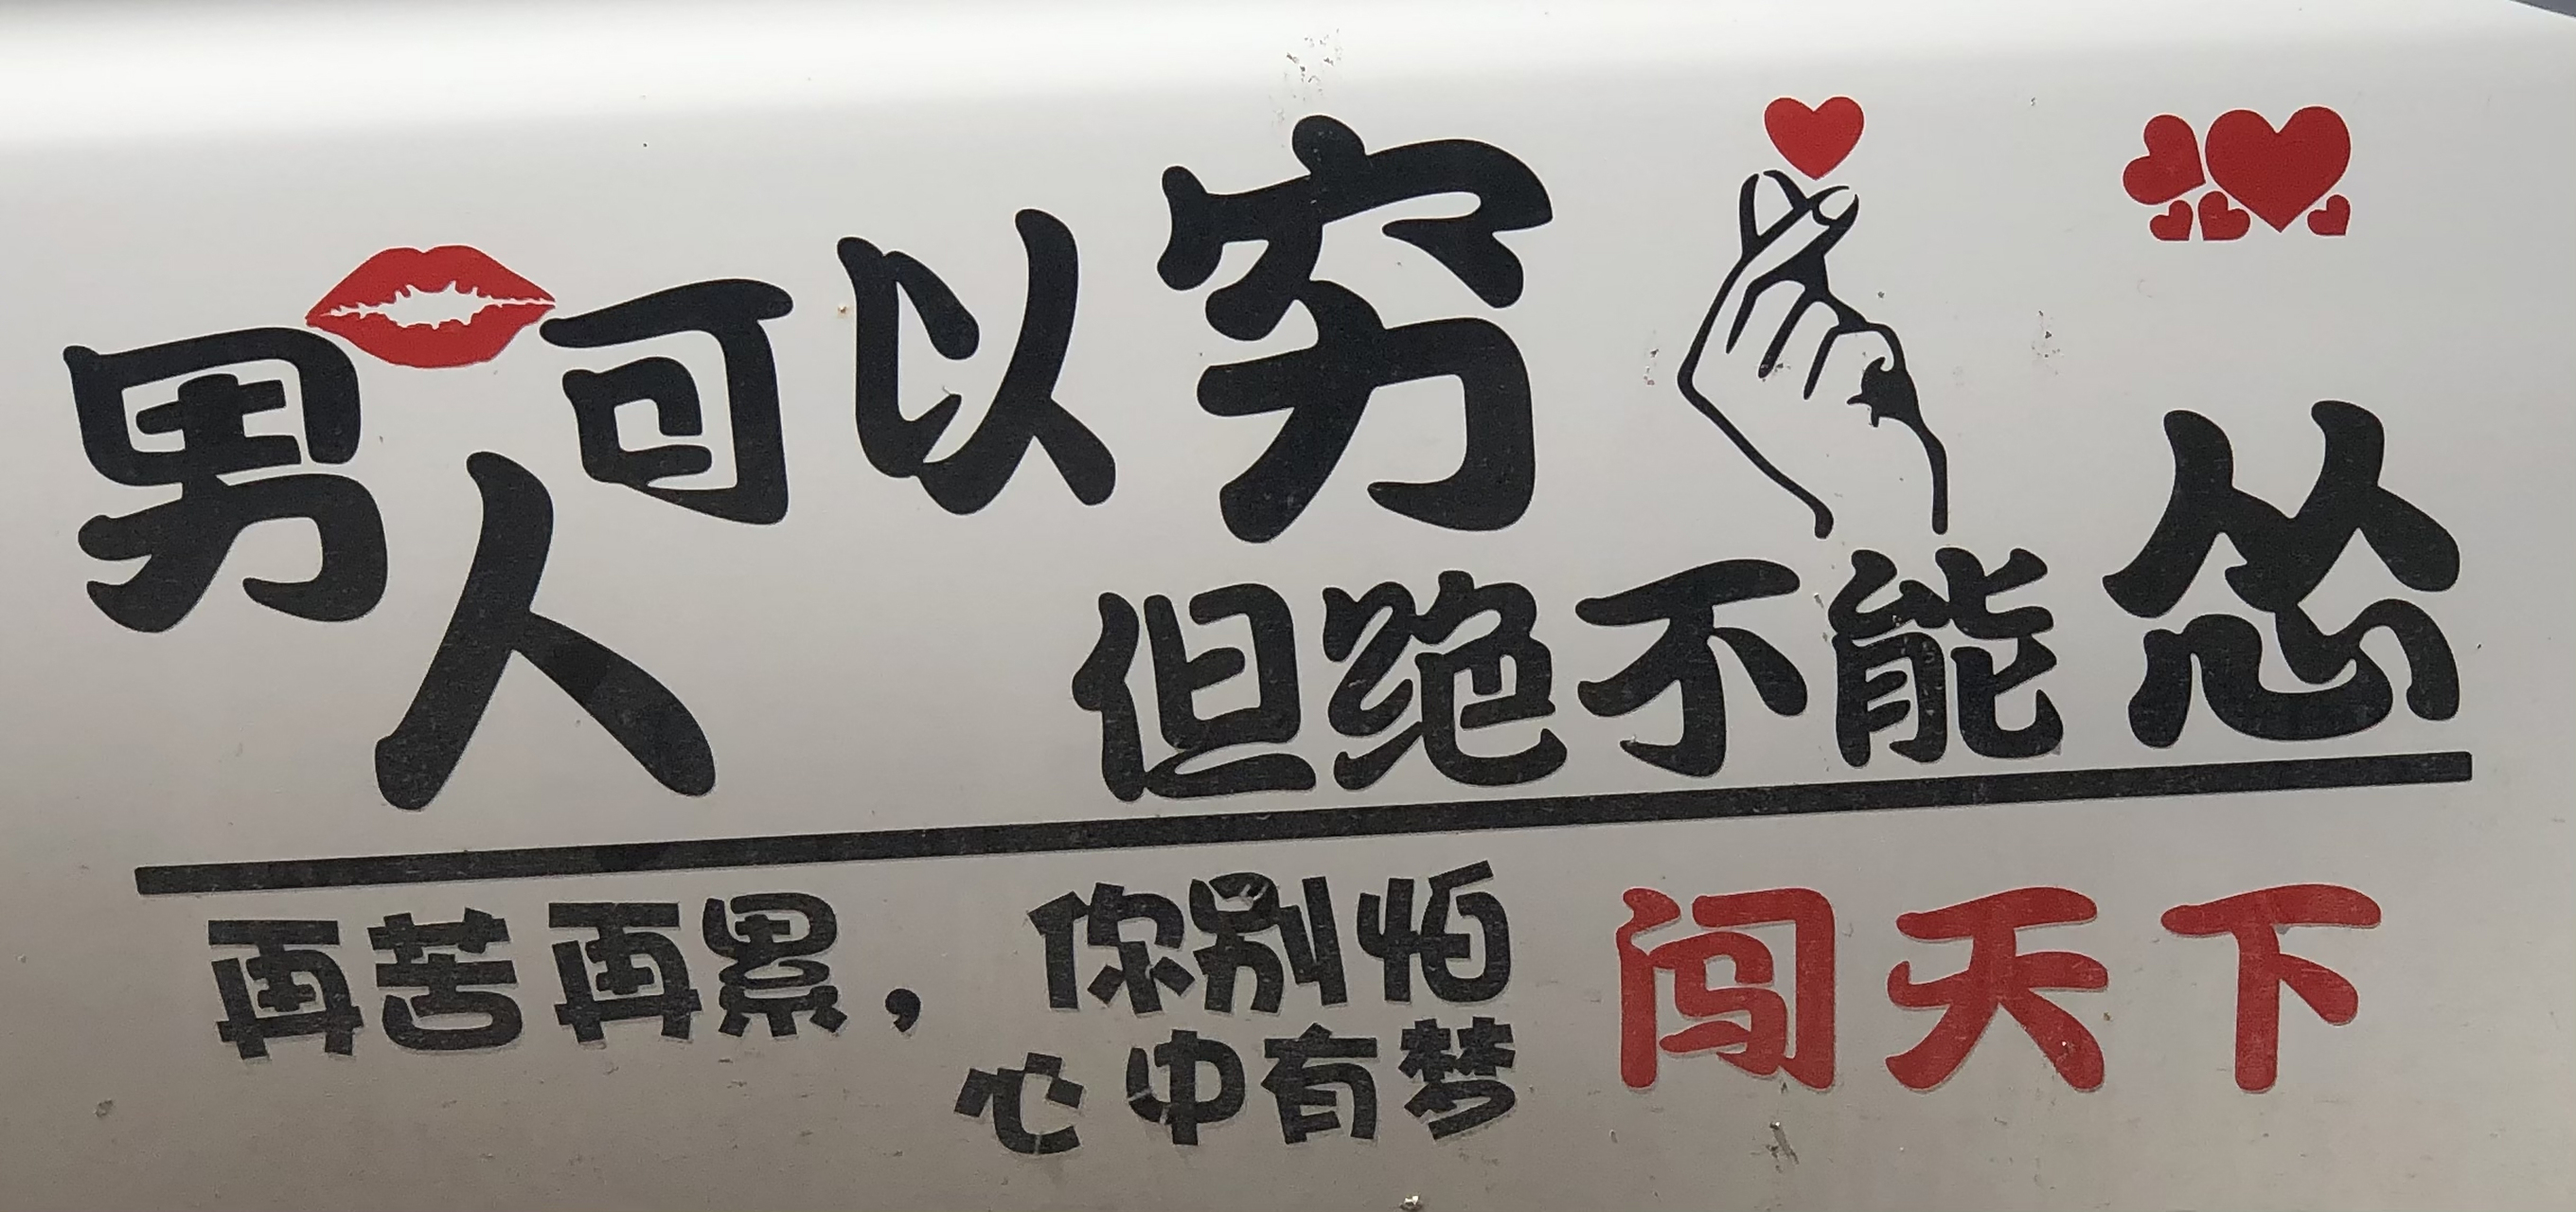 男人可以穷
但绝不能怂
再苦再累，你别怕
心中有梦
闯天下